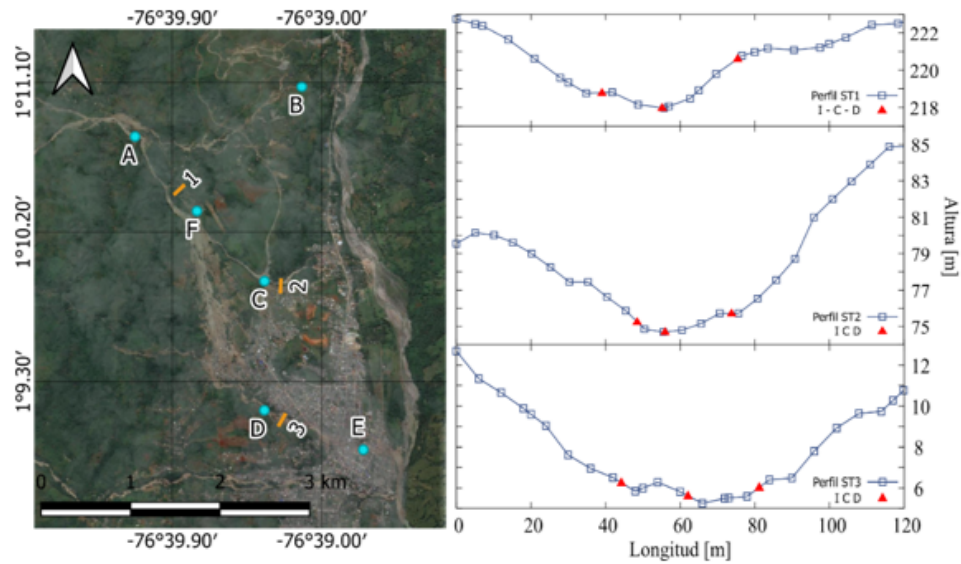 -76°39.90′ -76°39.00′
1°11.10′
1°10.20′
1°9.30′
A
B
1
F
C
2
D
3
E
0 1 2 3 km
-76°39.90′ -76°39.00′
222
220
218
Perfil ST1
I - C - D
85
83
81
79
77
75
Perfil ST2
I C D
12
10
8
6
Perfil ST3
I C D
Altura [m]
0 20 40 60 80 100 120
Longitud [m]